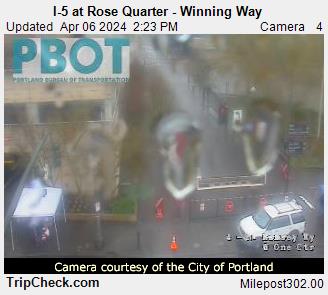 I-5 at Rose Quarter - Winning Way
Updated Apr 06 2024 2:23 PM Camera 4
PBOT
PORTLAND BUREAU OF TRANSPORTATION
Camera courtesy of the City of Portland
TripCheck.com Milepost302.00